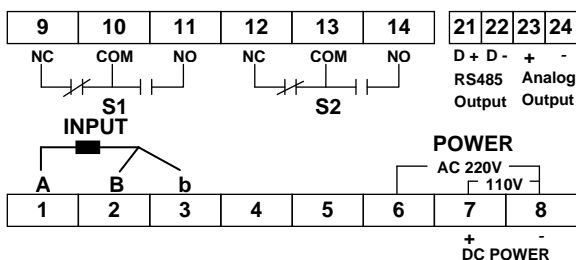 9 10 11 12 13 14 21 22 23 24
NC COM NO NC COM NO D + D - + -
RS485 Analog
S1 S2 Output Output
INPUT POWER
AC 220V
A B b 110V
1 2 3 4 5 6 7 8
+ -
DC POWER